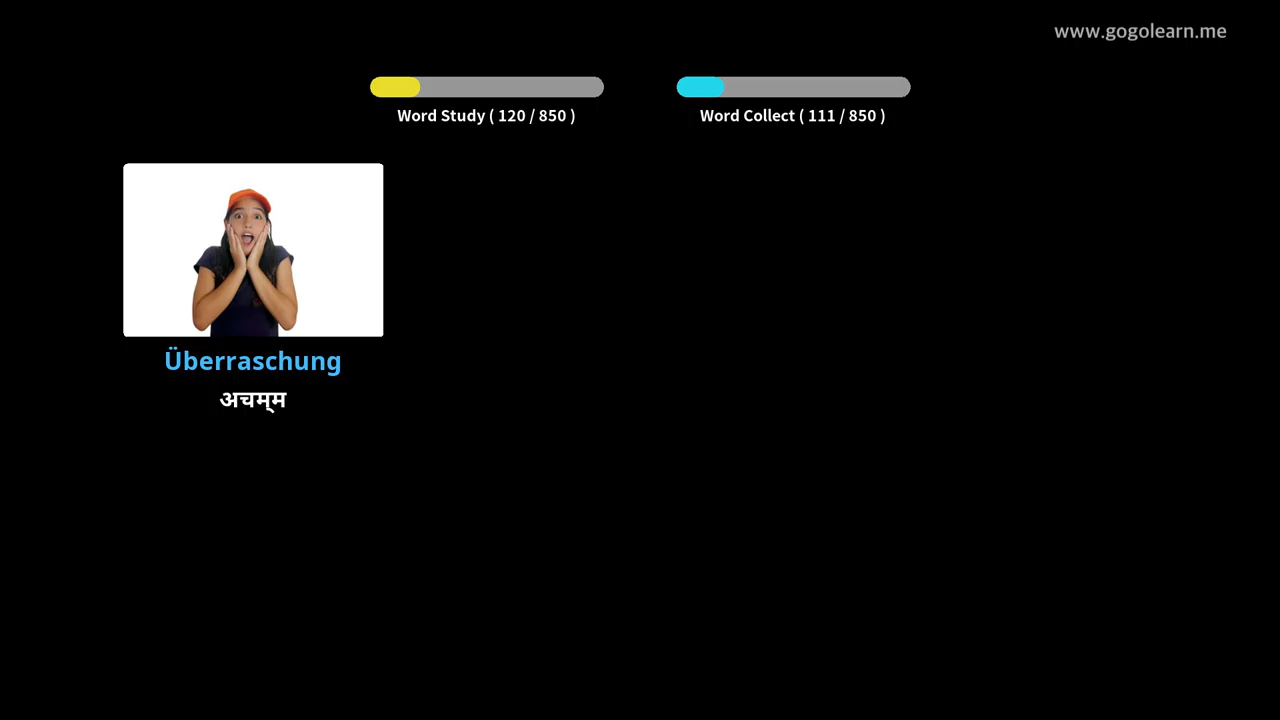 www.gogolearn.me
Word Study ( 120 / 850 )
Word Collect ( 111 / 850 )
Überraschung
अचम्म